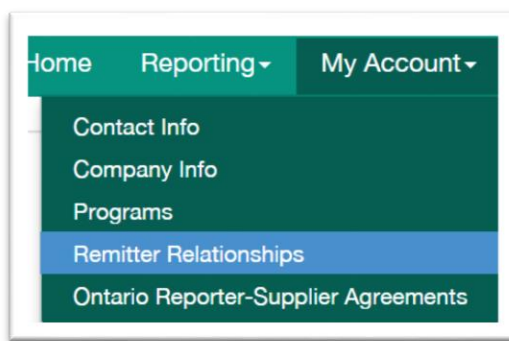 Home Reporting My Account
Contact Info
Company Info
Programs
Remitter Relationships
Ontario Reporter-Supplier Agreements